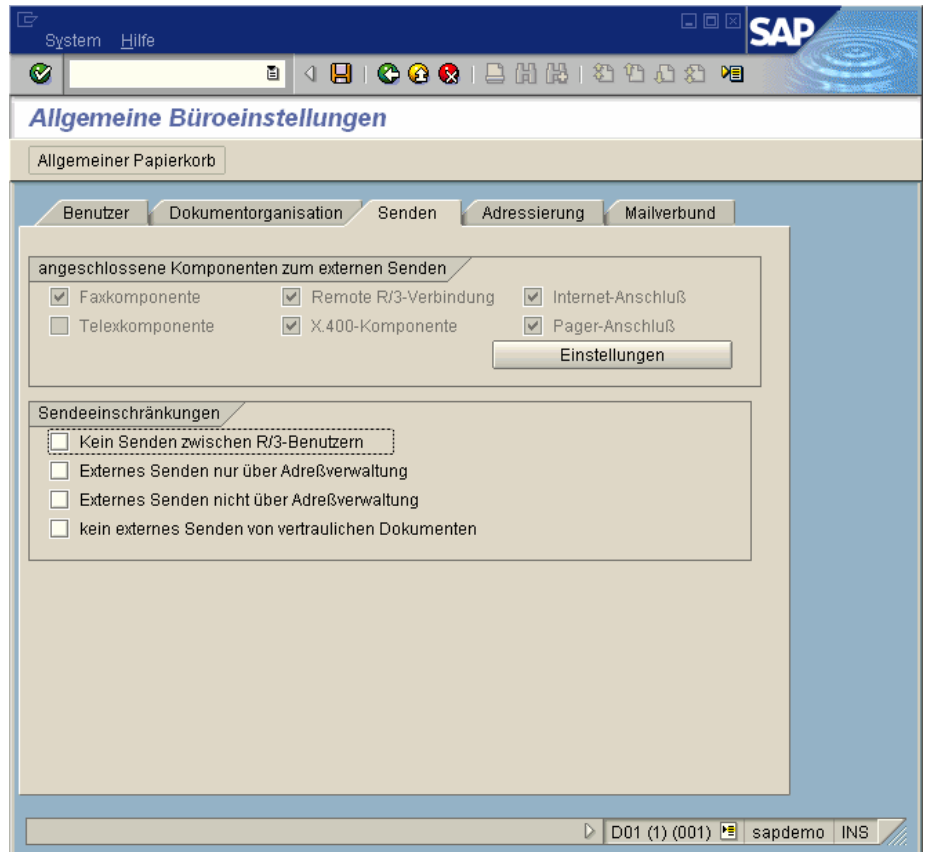 System Hilfe
SAP
Allgemeine Büroeinstellungen
Allgemeiner Papierkorb
Benutzer Dokumentorganisation Senden Adressierung Mailverbund
angeschlossene Komponenten zum externen Senden
Faxkomponente Remote R/3-Verbindung Internet-Anschluß
Telexkomponente X.400-Komponente Pager-Anschluß
Einstellungen
Sendeeinschränkungen
Kein Senden zwischen R/3-Benutzern
Externes Senden nur über Adreßverwaltung
Externes Senden nicht über Adreßverwaltung
kein externes Senden von vertraulichen Dokumenten
D01 (1) (001) sapdemo INS